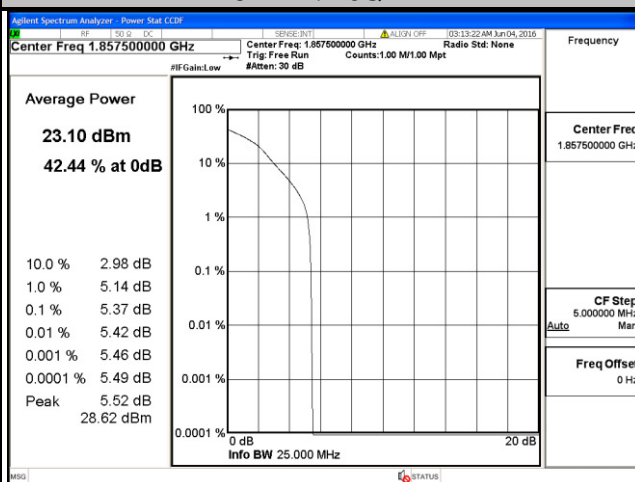 Agilent Spectrum Analyzer - Power Stat CCDF
RF 50 Ω DC SENSE:INT ALIGN OFF 03:13:22 AM Jun 04, 2016
Center Freq 1.857500000 GHz
Center Freq: 1.857500000 GHz Radio Std: None
Trig: Free Run Counts:1.00 M/1.00 Mpt
#IFGain:Low #Atten: 30 dB
Frequency
Average Power
23.10 dBm
42.44 % at 0dB
10.0 % 2.98 dB
1.0 % 5.14 dB
0.1 % 5.37 dB
0.01 % 5.42 dB
0.001 % 5.46 dB
0.0001 % 5.49 dB
Peak 5.52 dB
28.62 dBm
100 %
10 %
1 %
0.1 %
0.01 %
0.001 %
0.0001 %
0 dB 20 dB
Info BW 25.000 MHz
Center Freq
1.857500000 GHz
CF Step
5.000000 MHz
Auto Man
Freq Offset
0 Hz
MSG STATUS